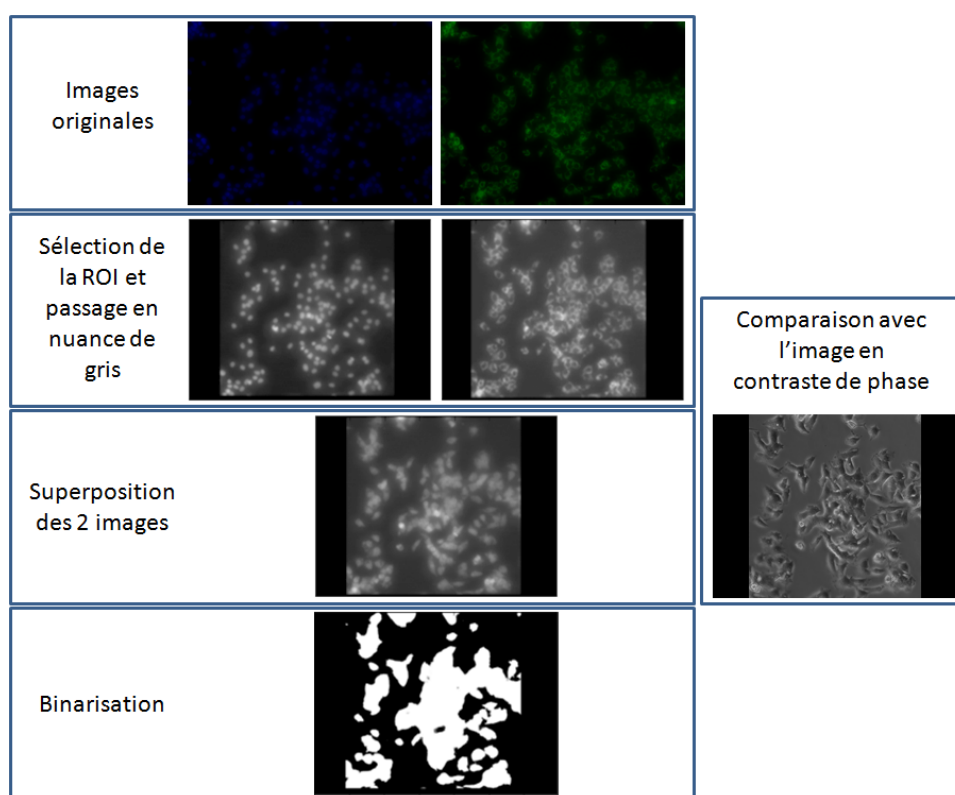 Images
originales
Sélection de
la ROI et
passage en
nuance de
gris
Comparaison avec
l'image en
contraste de phase
Superposition
des 2 images
Binarisation